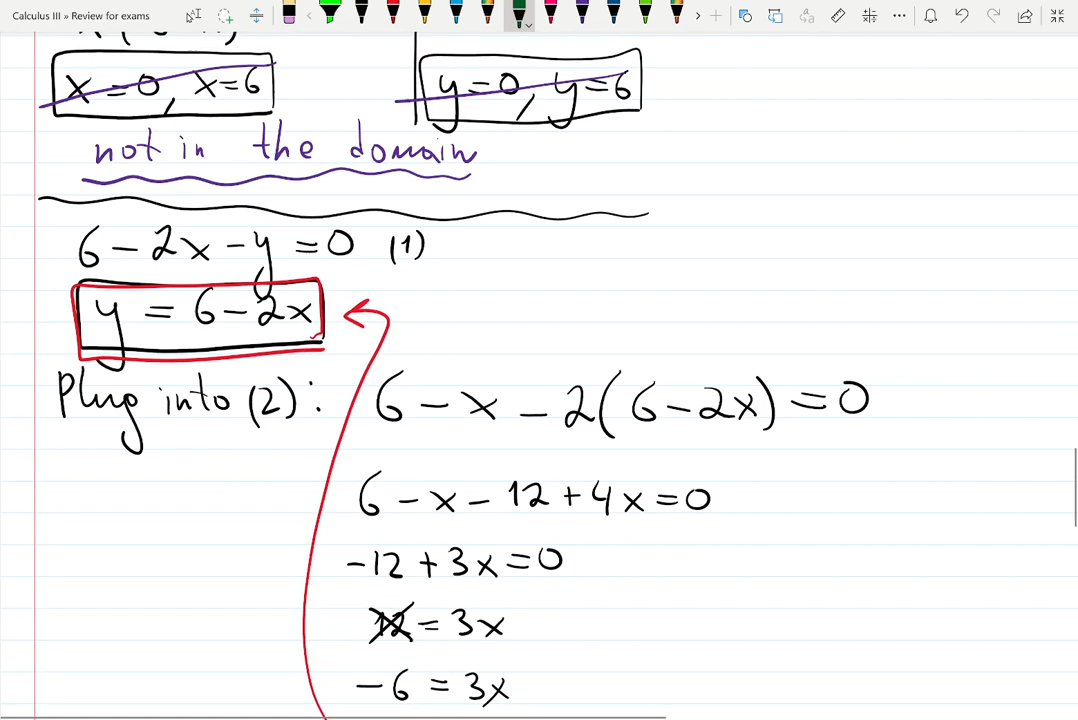 Calculus III » Review for exams
x = 0, x = 6
y = 0, y = 6
not in the domain
6 - 2x - y = 0 (1)
y = 6 - 2x
Plug into (2): 6 - x - 2(6 - 2x) = 0
6 - x - 12 + 4x = 0
-12 + 3x = 0
12 = 3x
-6 = 3x